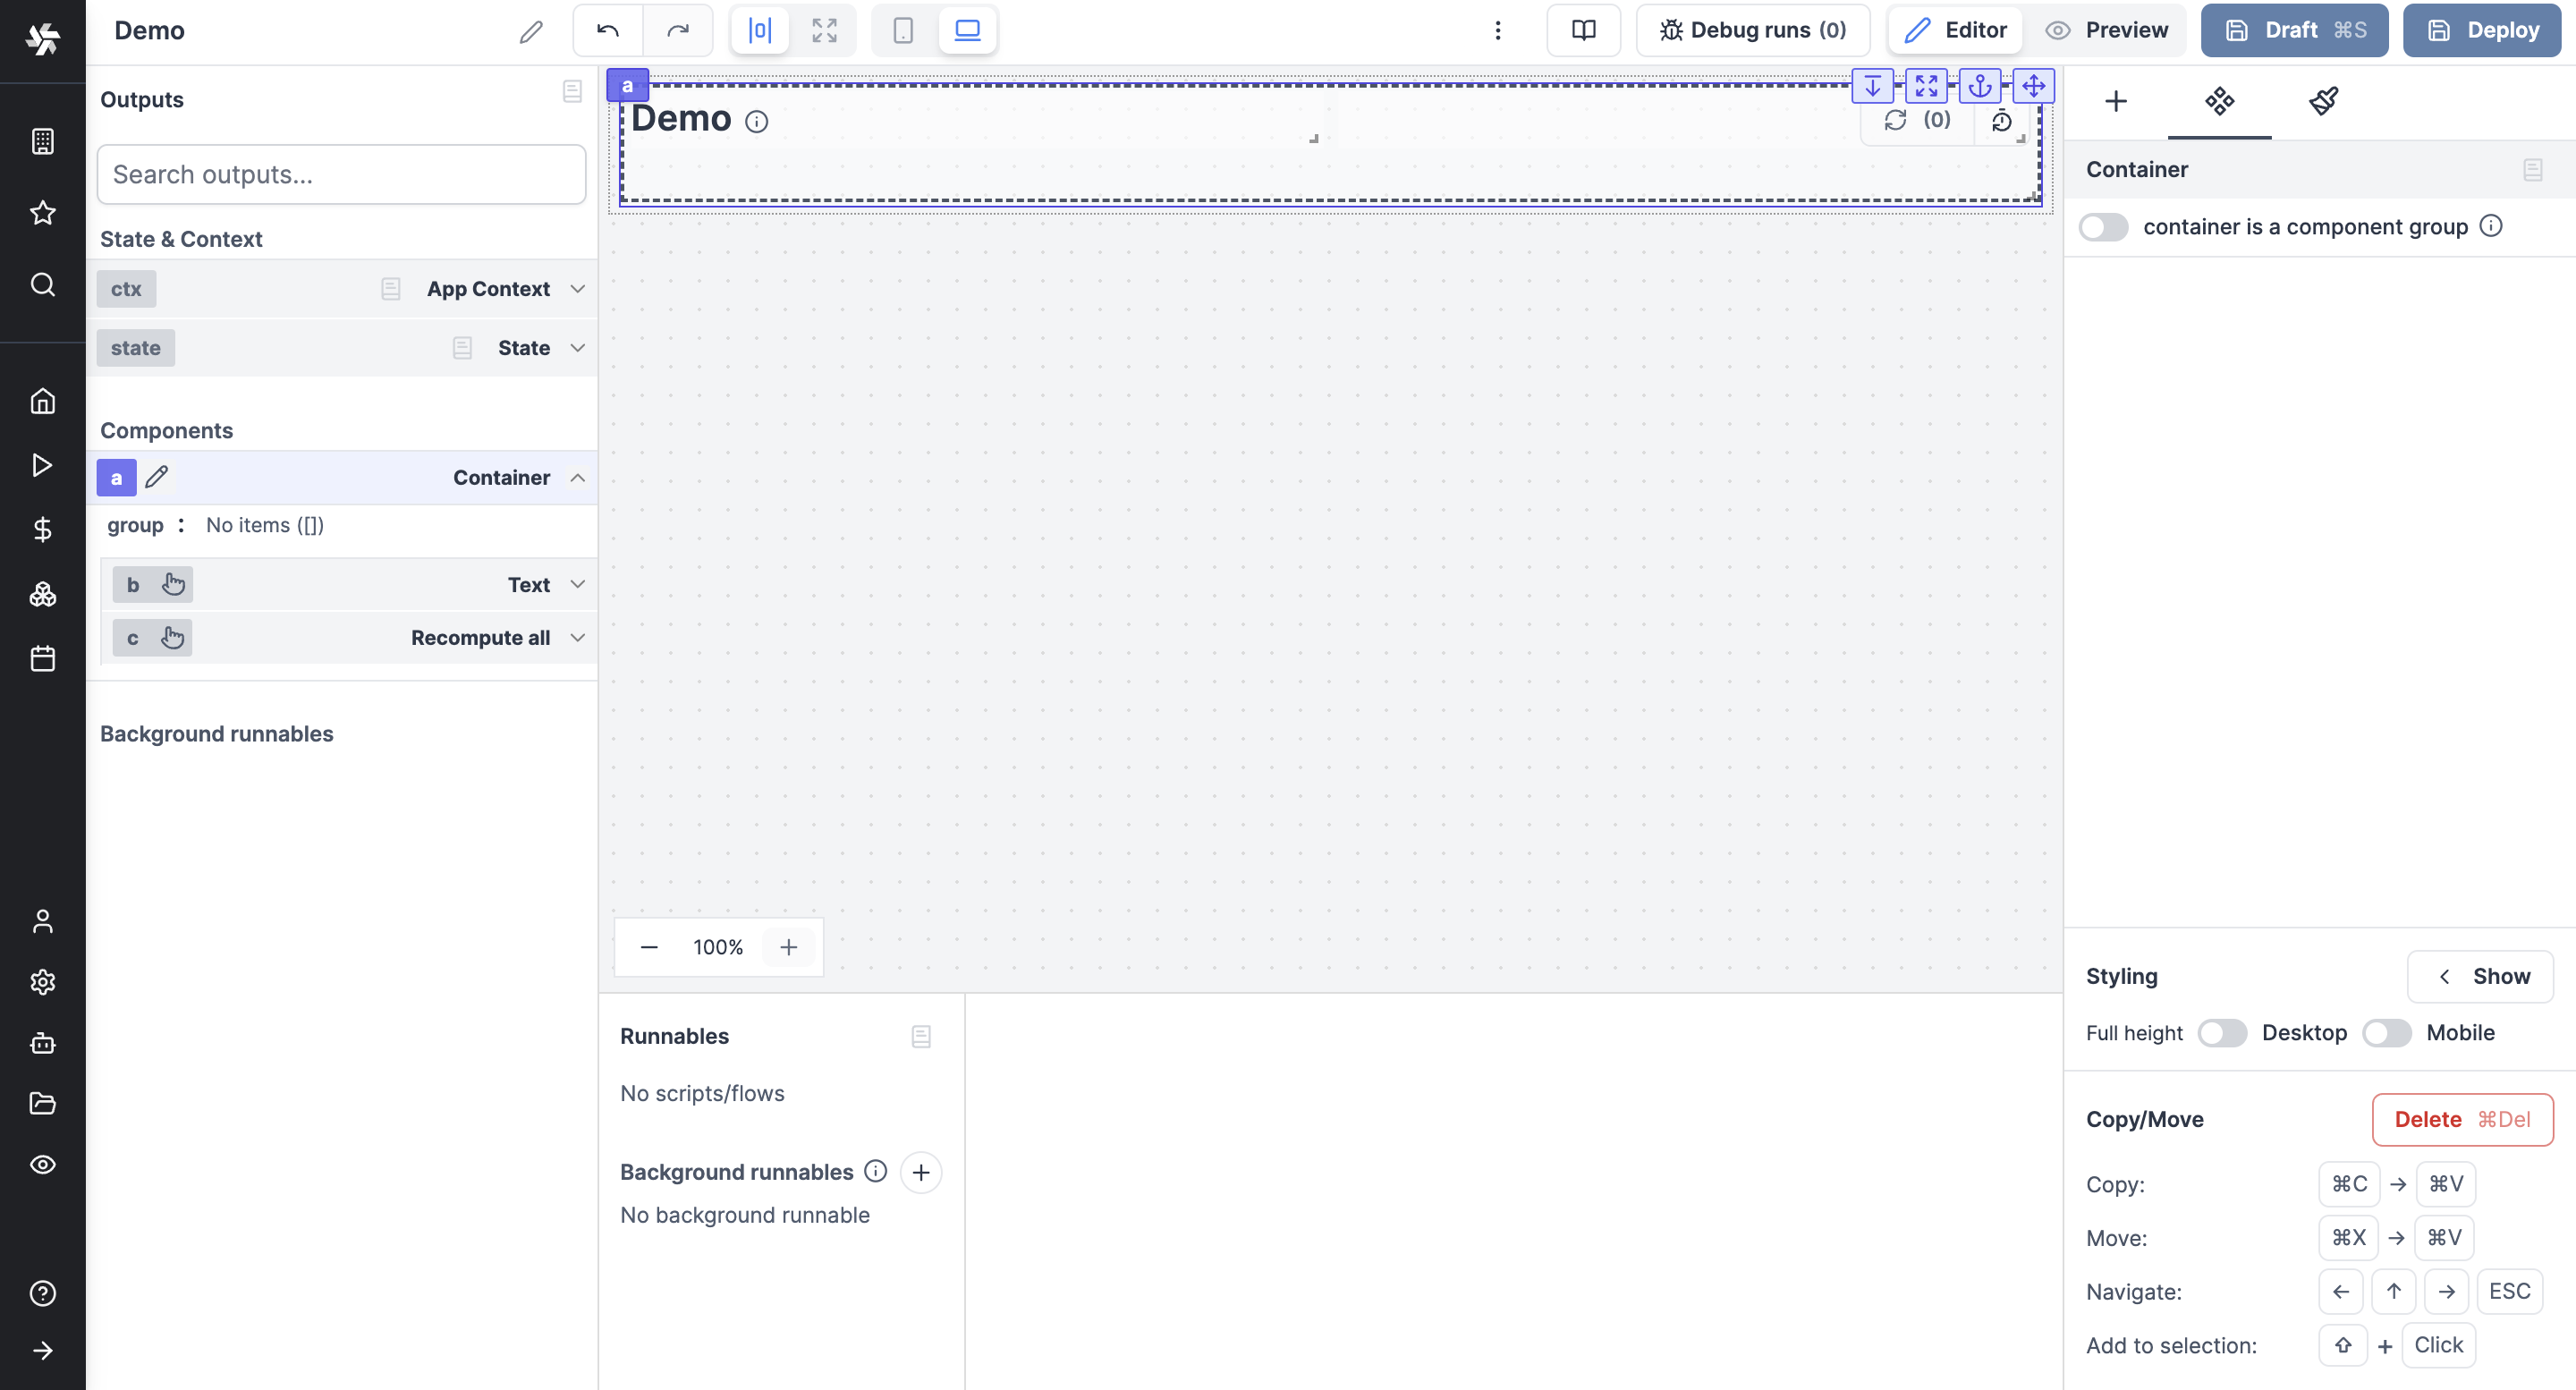 Demo
Debug runs (0)
Editor
Preview
Draft ⌘S
Deploy
Outputs
Search outputs...
State & Context
ctx
App Context
state
State
Components
a
Container
group : No items ([])
b
Text
c
Recompute all
Background runnables
a
Demo
(0)
100%
Runnables
No scripts/flows
Background runnables
No background runnable
Container
container is a component group
Styling
Show
Full height
Desktop
Mobile
Copy/Move
Delete ⌘Del
Copy: ⌘C → ⌘V
Move: ⌘X → ⌘V
Navigate: ← ↑ → ESC
Add to selection: ⇧ + Click